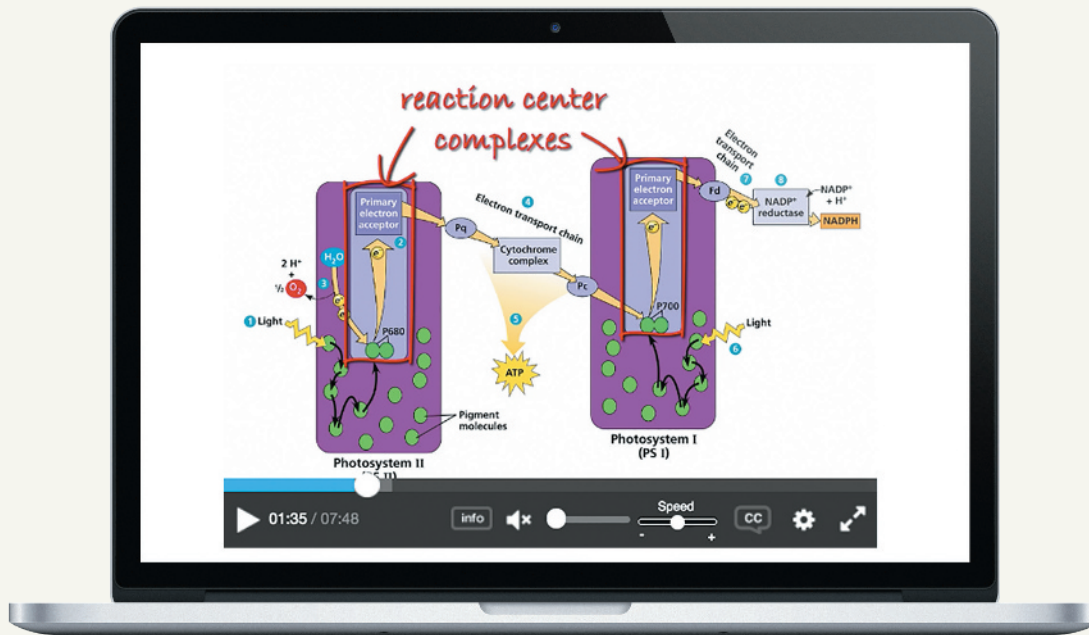 reaction center
complexes
Primary
electron
acceptor
2
H₂O
2 H⁺
+
½ O₂
3
e⁻
e⁻
e⁻
1 Light
P680
Pigment
molecules
Photosystem II
(PS II)
Pq
4
Electron transport chain
Cytochrome
complex
Pc
5
ATP
Primary
electron
acceptor
e⁻
P700
Light
6
Photosystem I
(PS I)
Electron
transport
chain
7
8
Fd
e⁻
e⁻
NADP⁺
reductase
NADP⁺
+ H⁺
NADPH
01:35 / 07:48
info
Speed
- +
CC